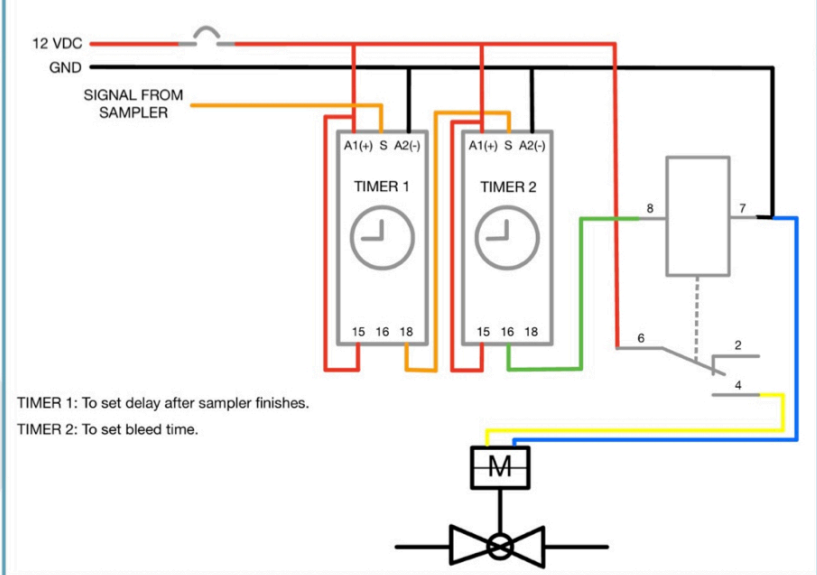 12 VDC
GND
SIGNAL FROM
SAMPLER
A1(+) S A2(-)
A1(+) S A2(-)
TIMER 1
TIMER 2
8
7
15 16 18
15 16 18
6
2
4
TIMER 1: To set delay after sampler finishes.
TIMER 2: To set bleed time.
M